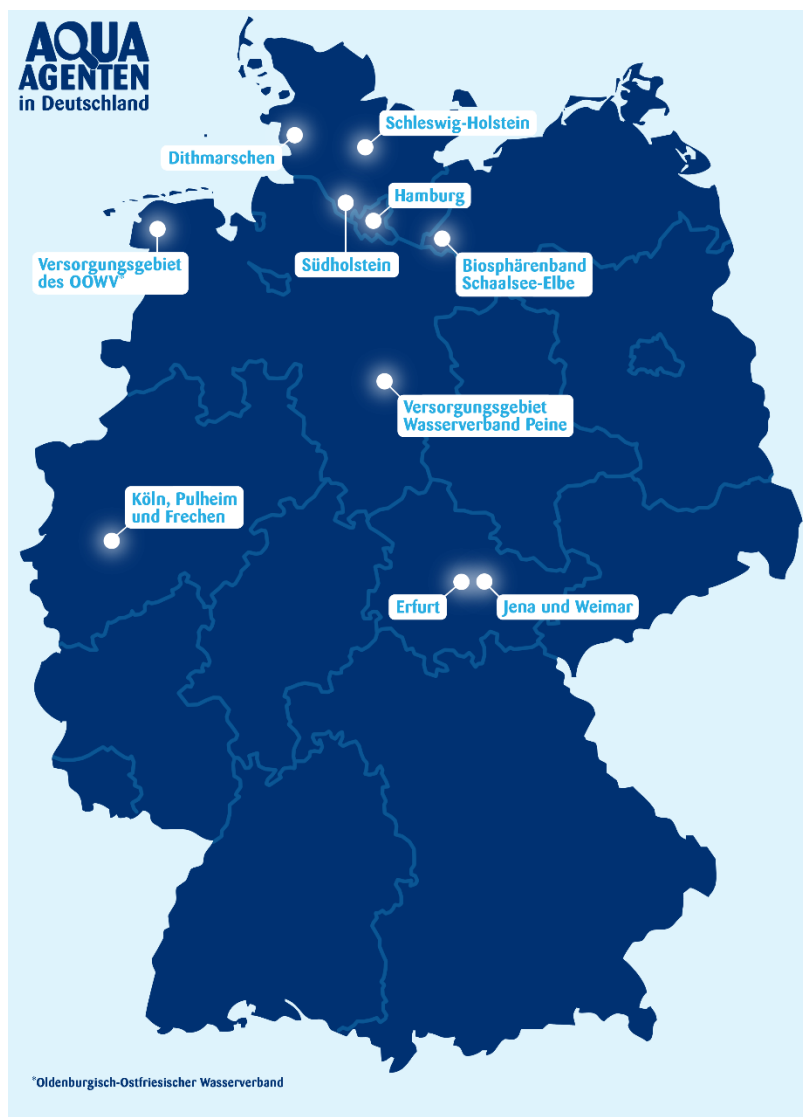 AQUA
AGENTEN
in Deutschland
Schleswig-Holstein
Dithmarschen
Hamburg
Versorgungsgebiet
des OOWV*
Südholstein
Biosphärenband
Schaalsee-Elbe
Versorgungsgebiet
Wasserverband Peine
Köln, Pulheim
und Frechen
Erfurt
Jena und Weimar
*Oldenburgisch-Ostfriesischer Wasserverband